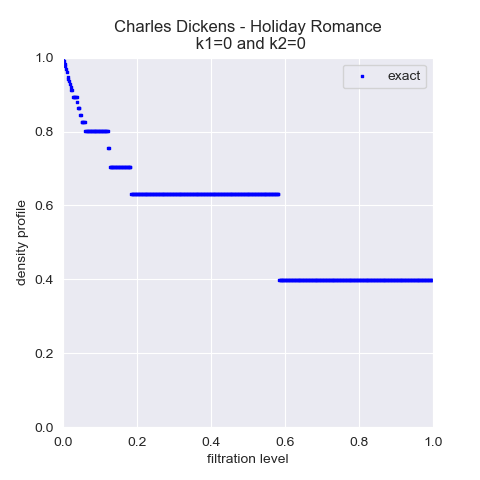 Charles Dickens - Holiday Romance
k1=0 and k2=0
exact
density profile
1.0
0.8
0.6
0.4
0.2
0.0
0.0 0.2 0.4 0.6 0.8 1.0
filtration level